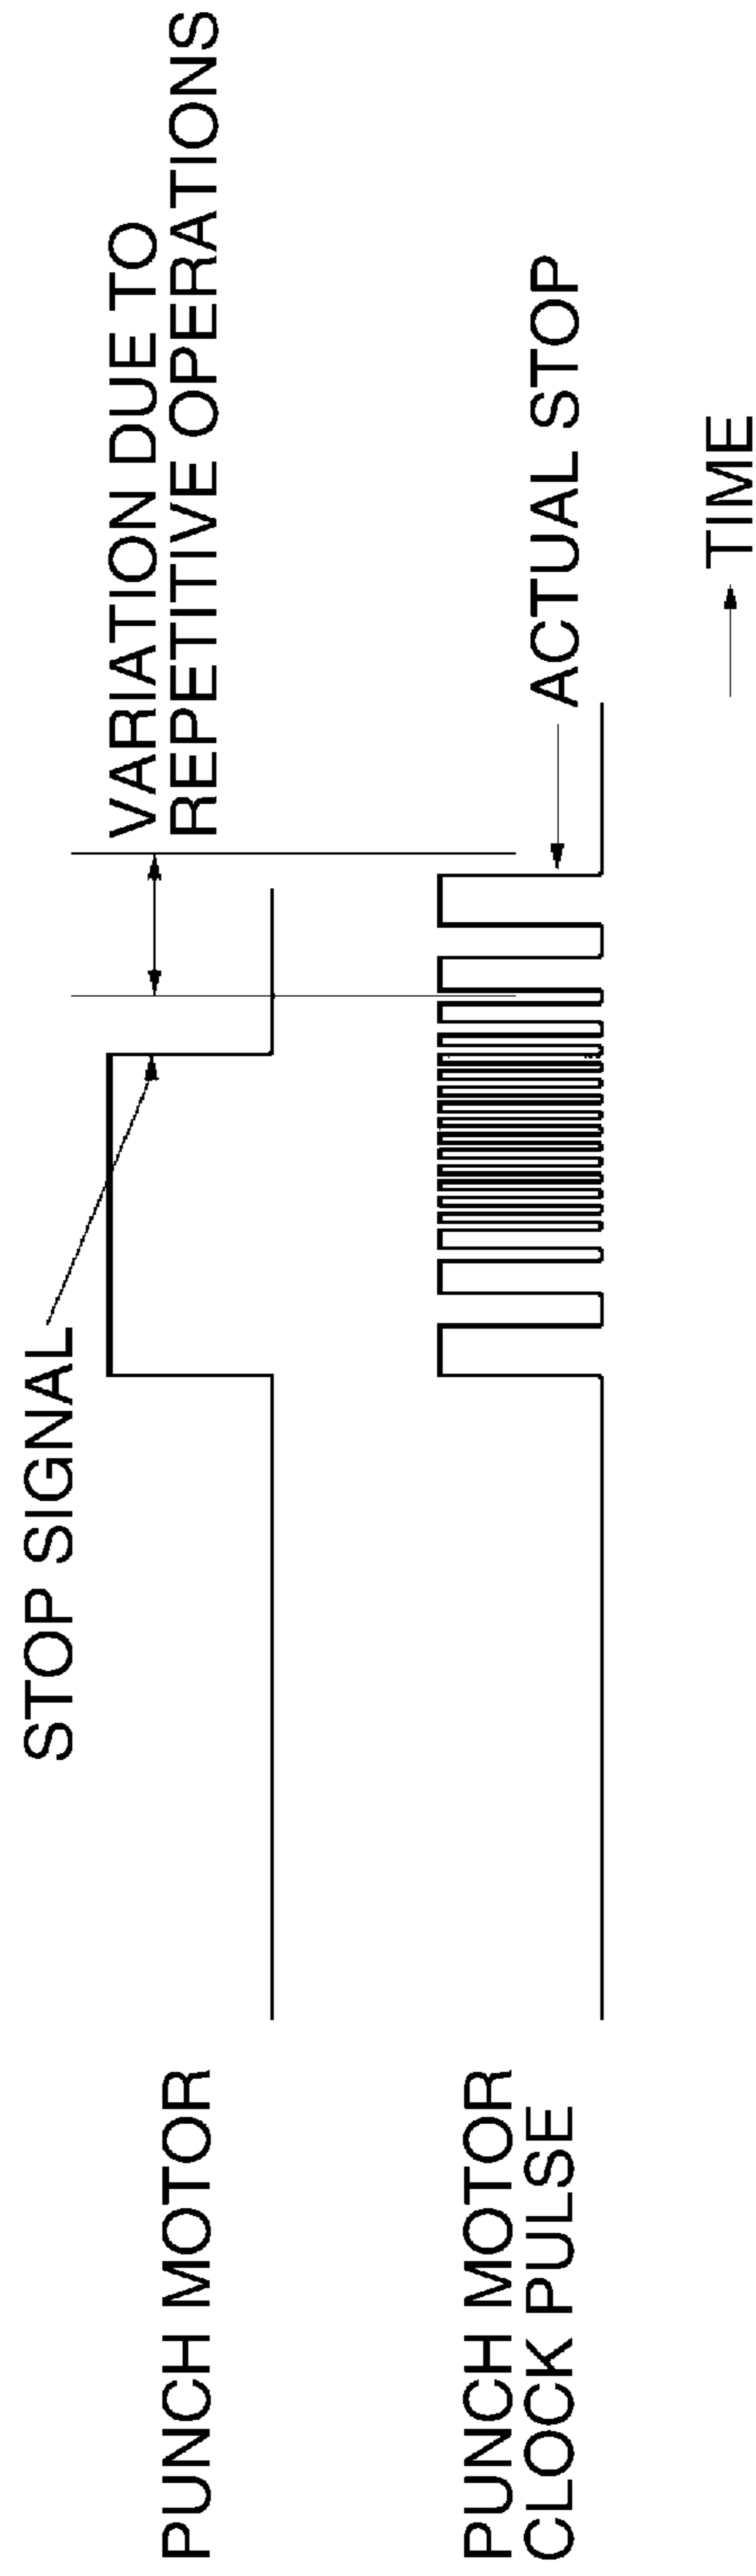 STOP SIGNAL
VARIATION DUE TO
REPETITIVE OPERATIONS
PUNCH MOTOR
PUNCH MOTOR
CLOCK PULSE
ACTUAL STOP
TIME